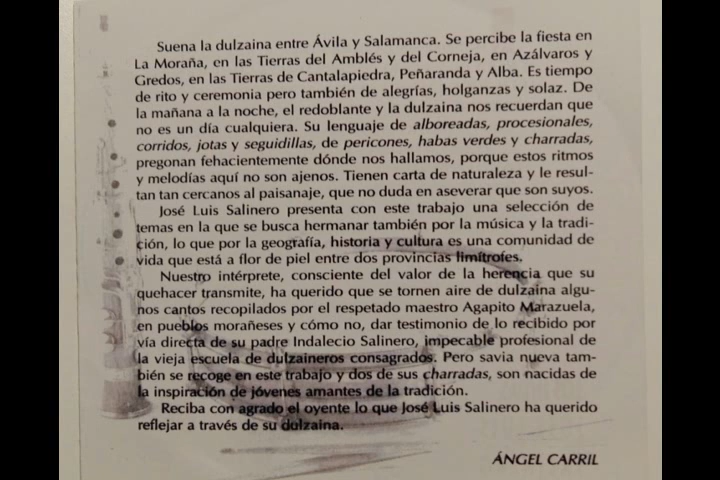 Suena la dulzaina entre Ávila y Salamanca. Se percibe la fiesta en
La Moraña, en las Tierras del Amblés y del Corneja, en Azálvaros y
Gredos, en las Tierras de Cantalapiedra, Peñaranda y Alba. Es tiempo
de rito y ceremonia pero también de alegrías, holganzas y solaz. De
la mañana a la noche, el redoblante y la dulzaina nos recuerdan que
no es un día cualquiera. Su lenguaje de alboreadas, procesionales,
corridos, jotas y seguidillas, de pericones, habas verdes y charradas,
pregonan fehacientemente dónde nos hallamos, porque estos ritmos
y melodías aquí no son ajenos. Tienen carta de naturaleza y le resul-
tan tan cercanos al paisanaje, que no duda en aseverar que son suyos.
José Luis Salinero presenta con este trabajo una selección de
temas en la que se busca hermanar también por la música y la tradi-
ción, lo que por la geografía, historia y cultura es una comunidad de
vida que está a flor de piel entre dos provincias limítrofes.
Nuestro intérprete, consciente del valor de la herencia que su
quehacer transmite, ha querido que se tornen aire de dulzaina algu-
nos cantos recopilados por el respetado maestro Agapito Marazuela,
en pueblos morañeses y cómo no, dar testimonio de lo recibido por
vía directa de su padre Indalecio Salinero, impecable profesional de
la vieja escuela de dulzaineros consagrados. Pero savia nueva tam-
bién se recoge en este trabajo y dos de sus charradas, son nacidas de
la inspiración de jóvenes amantes de la tradición.
Reciba con agrado el oyente lo que José Luis Salinero ha querido
reflejar a través de su dulzaina.
ÁNGEL CARRIL